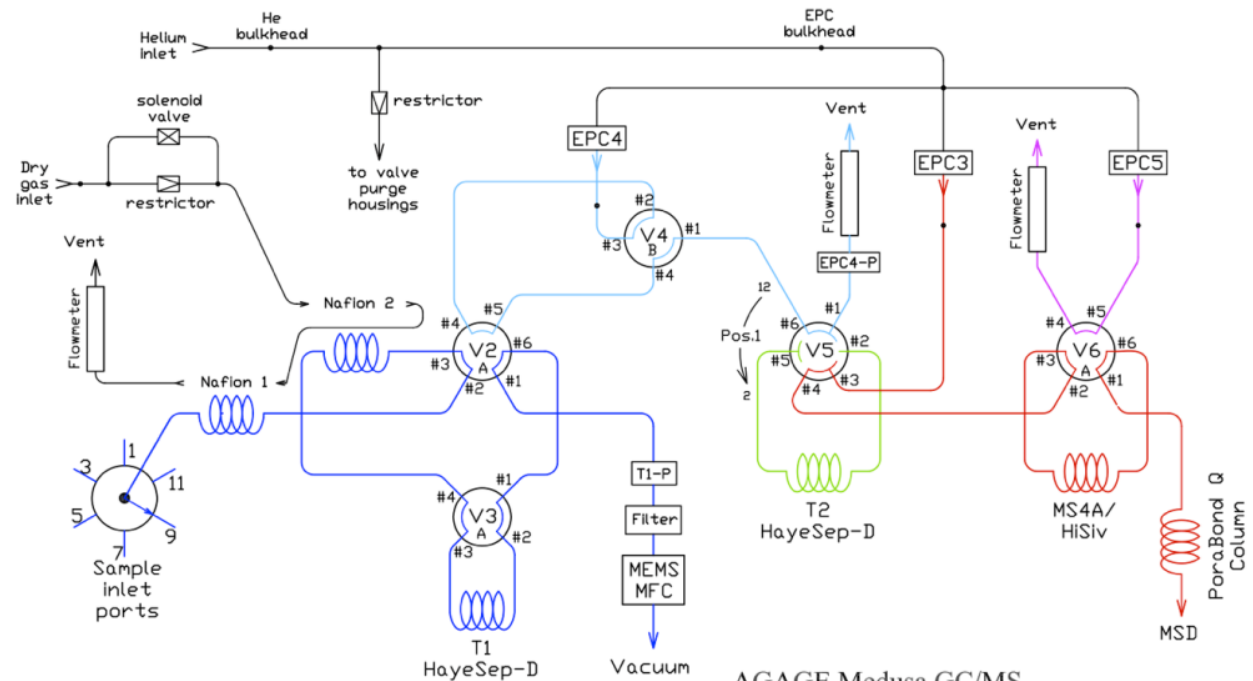 He
bulkhead
EPC
bulkhead
Helium
inlet
solenoid
valve
restrictor
Vent
Vent
EPC4
EPC3
EPC5
Dry
gas
inlet
restrictor
to valve
purge
housings
Flowmeter
Flowmeter
#2
V4
B
#1
#3
#4
Vent
EPC4-P
Flowmeter
Nafion 2
12
Pos.1
2
#4
#5
#3
#6
V2
A
#2
#1
#6
#1
#5
#2
V5
#4
#3
#4
#5
#3
#6
V6
A
#2
#1
Nafion 1
1
3
11
5
9
7
Sample
inlet
ports
#4
#1
V3
A
#3
#2
T1
HayeSep-D
T1-P
Filter
MEMS
MFC
Vacuum
T2
HayeSep-D
MS4A/
HiSiv
ParaBond Q
Column
MSD